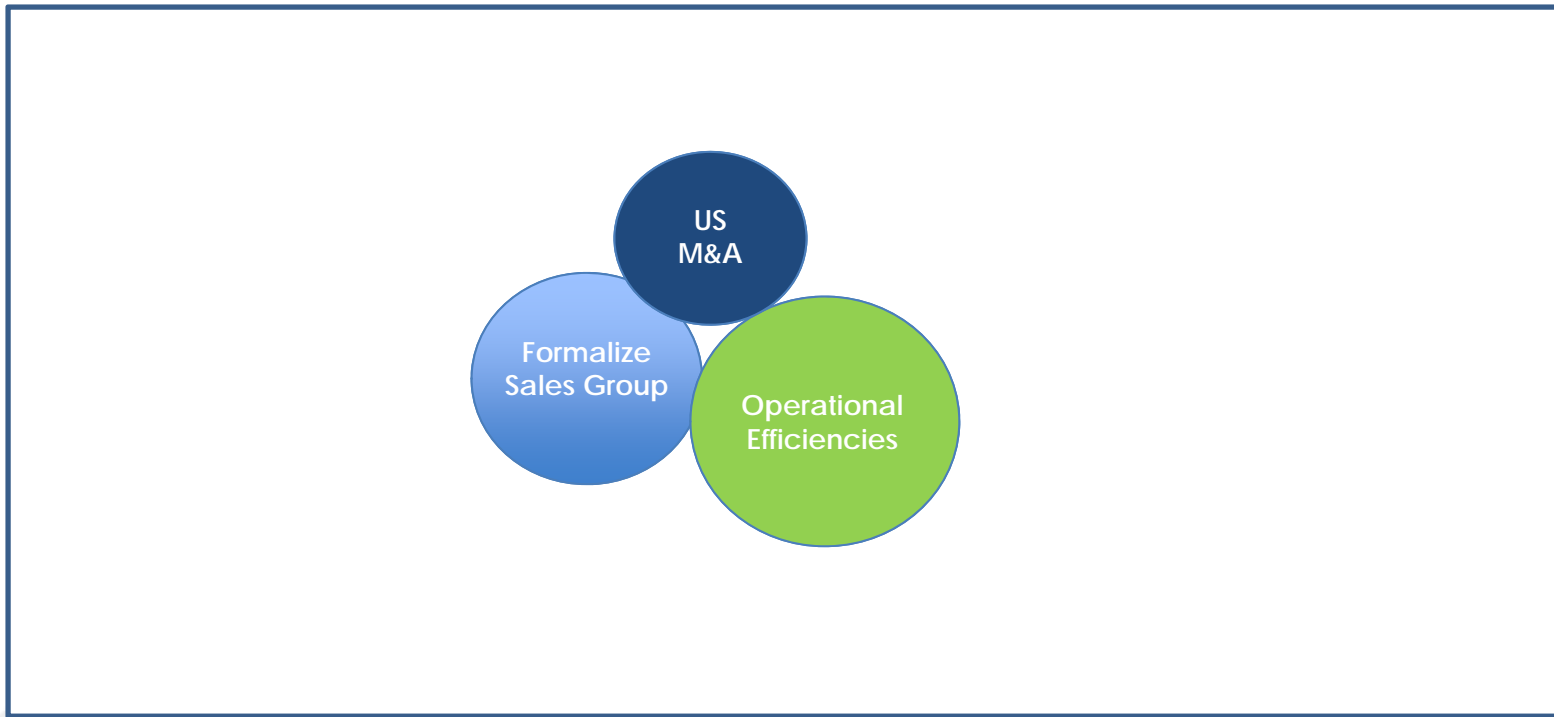 US
M&A
Formalize
Sales Group
Operational
Efficiencies